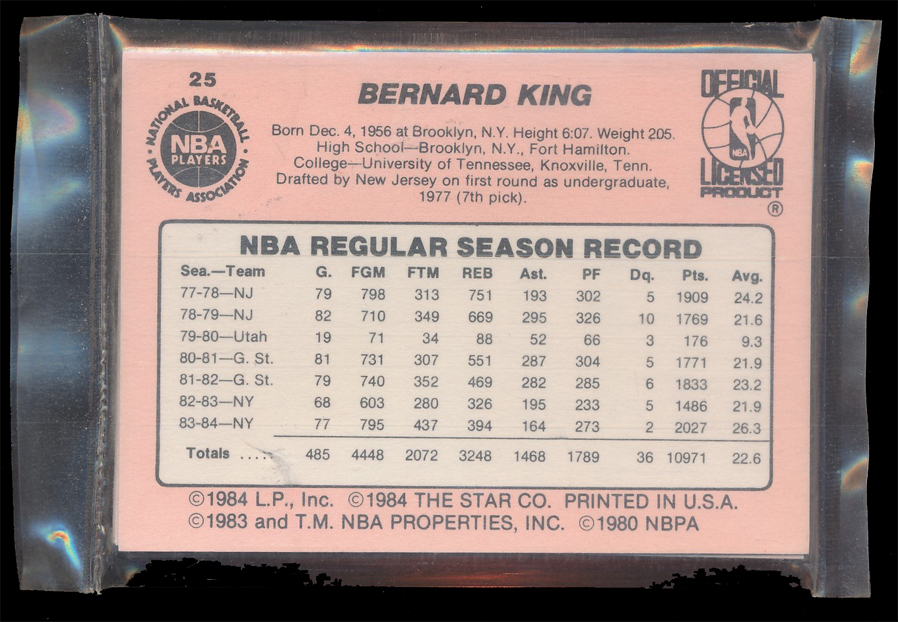 25
NATIONAL BASKETBALL
NBA
PLAYERS
PLAYERS ASSOCIATION
BERNARD KING
Born Dec. 4, 1956 at Brooklyn, N.Y. Height 6:07. Weight 205.
High School—Brooklyn, N.Y., Fort Hamilton.
College—University of Tennessee, Knoxville, Tenn.
Drafted by New Jersey on first round as undergraduate,
1977 (7th pick).
OFFICIAL
NBA
LICENSED
PRODUCT
®
NBA REGULAR SEASON RECORD
Sea.—Team G. FGM FTM REB Ast. PF Dq. Pts. Avg.
77-78—NJ 79 798 313 751 193 302 5 1909 24.2
78-79—NJ 82 710 349 669 295 326 10 1769 21.6
79-80—Utah 19 71 34 88 52 66 3 176 9.3
80-81—G. St. 81 731 307 551 287 304 5 1771 21.9
81-82—G. St. 79 740 352 469 282 285 6 1833 23.2
82-83—NY 68 603 280 326 195 233 5 1486 21.9
83-84—NY 77 795 437 394 164 273 2 2027 26.3
Totals ..... 485 4448 2072 3248 1468 1789 36 10971 22.6
©1984 L.P., Inc. ©1984 THE STAR CO. PRINTED IN U.S.A.
©1983 and T.M. NBA PROPERTIES, INC. ©1980 NBPA